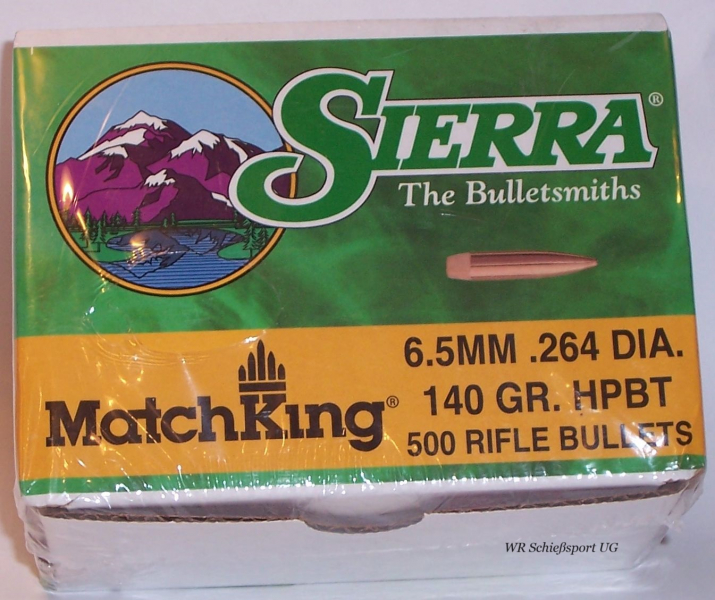 SIERRA®
The Bulletsmiths
6.5MM .264 DIA.
140 GR. HPBT
MatchKing®
500 RIFLE BULLETS
WR Schießsport UG